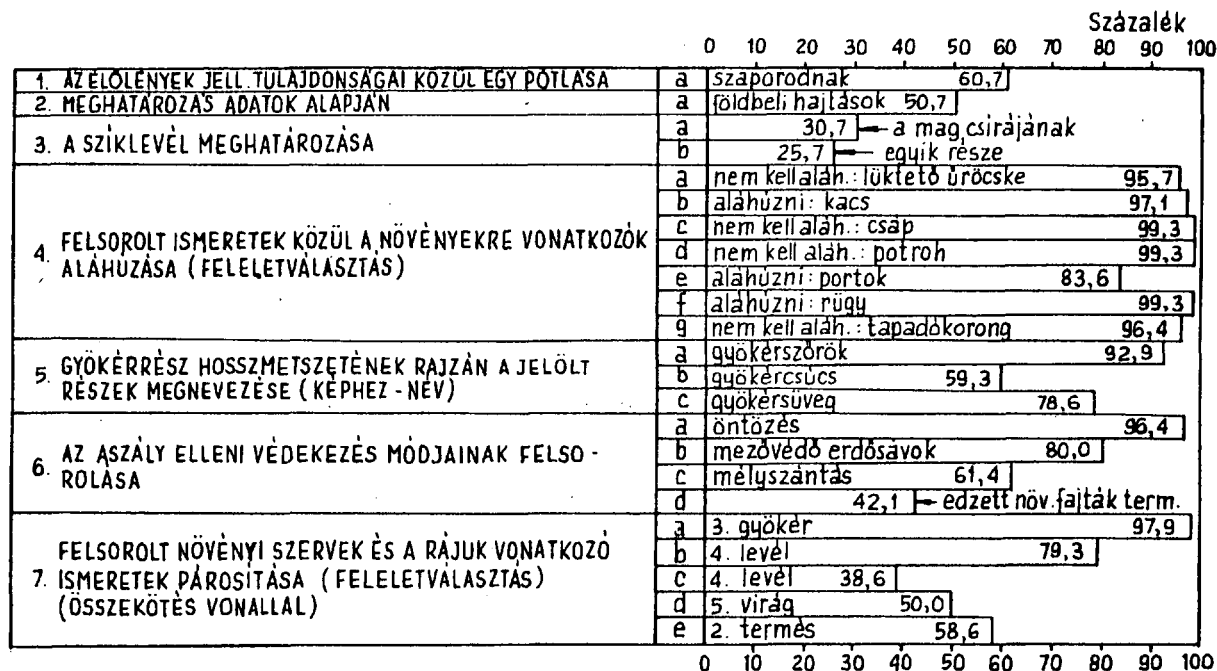 Százalék
0 10 20 30 40 50 60 70 80 90 100
1. AZ ÉLŐLÉNYEK JELL. TULAJDONSÁGAI KÖZÜL EGY PÓTLÁSA a szaporodnak 60,7
2. MEGHATÁROZÁS ADATOK ALAPJÁN a földbeli hajtások 50,7
3. A SZIKLEVÉL MEGHATÁROZÁSA
a 30,7 a mag csirájának
b 25,7 egyik része
4. FELSOROLT ISMERETEK KÖZÜL A NÖVÉNYEKRE VONATKOZÓK
ALÁHÚZÁSA (FELELETVÁLASZTÁS)
a nem kell aláh.: lüktető űröcske 95,7
b aláhúzni: kacs 97,1
c nem kell aláh.: csáp 99,3
d nem kell aláh.: potroh 99,3
e aláhúzni: portok 83,6
f aláhúzni: rügy 99,3
g nem kell aláh.: tapadókorong 96,4
5. GYÖKÉRRÉSZ HOSSZMETSZETÉNEK RAJZÁN A JELÖLT
RÉSZEK MEGNEVEZÉSE (KÉPHEZ - NÉV)
a gyökérszőrök 92,9
b gyökércsúcs 59,3
c gyökérsüveg 78,6
6. AZ ASZÁLY ELLENI VÉDEKEZÉS MÓDJAINAK FELSO -
ROLÁSA
a öntözés 96,4
b mezővédő erdősávok 80,0
c mélyszántás 61,4
d 42,1 edzett növ. fajták term.
7. FELSOROLT NÖVÉNYI SZERVEK ÉS A RÁJUK VONATKOZÓ
ISMERETEK PÁROSÍTÁSA (FELELETVÁLASZTÁS)
(ÖSSZEKÖTÉS VONALLAL)
a 3. gyökér 97,9
b 4. levél 79,3
c 4. levél 38,6
d 5. virág 50,0
e 2. termés 58,6
0 10 20 30 40 50 60 70 80 90 100